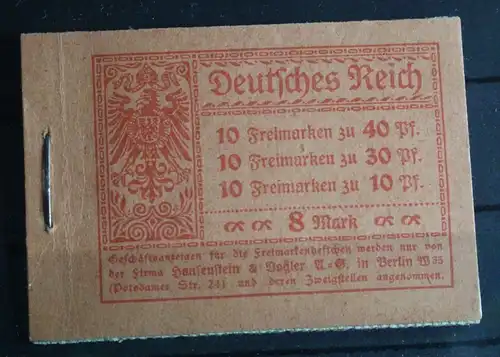 Deutsches Reich
10 Freimarken zu 40 Pf.
10 Freimarken zu 30 Pf.
10 Freimarken zu 10 Pf.
8 Mark
Geschäftsanzeigen für die Freimarkenheftchen werden nur von
der Firma Haasenstein & Vogler A.=G. in Berlin W 35
(Potsdamer Str. 24) und deren Zweigstellen angenommen.